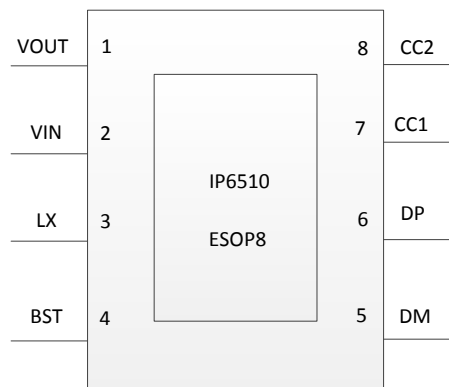 VOUT 1 8 CC2
VIN 2 7 CC1
IP6510
LX 3 6 DP
ESOP8
BST 4 5 DM